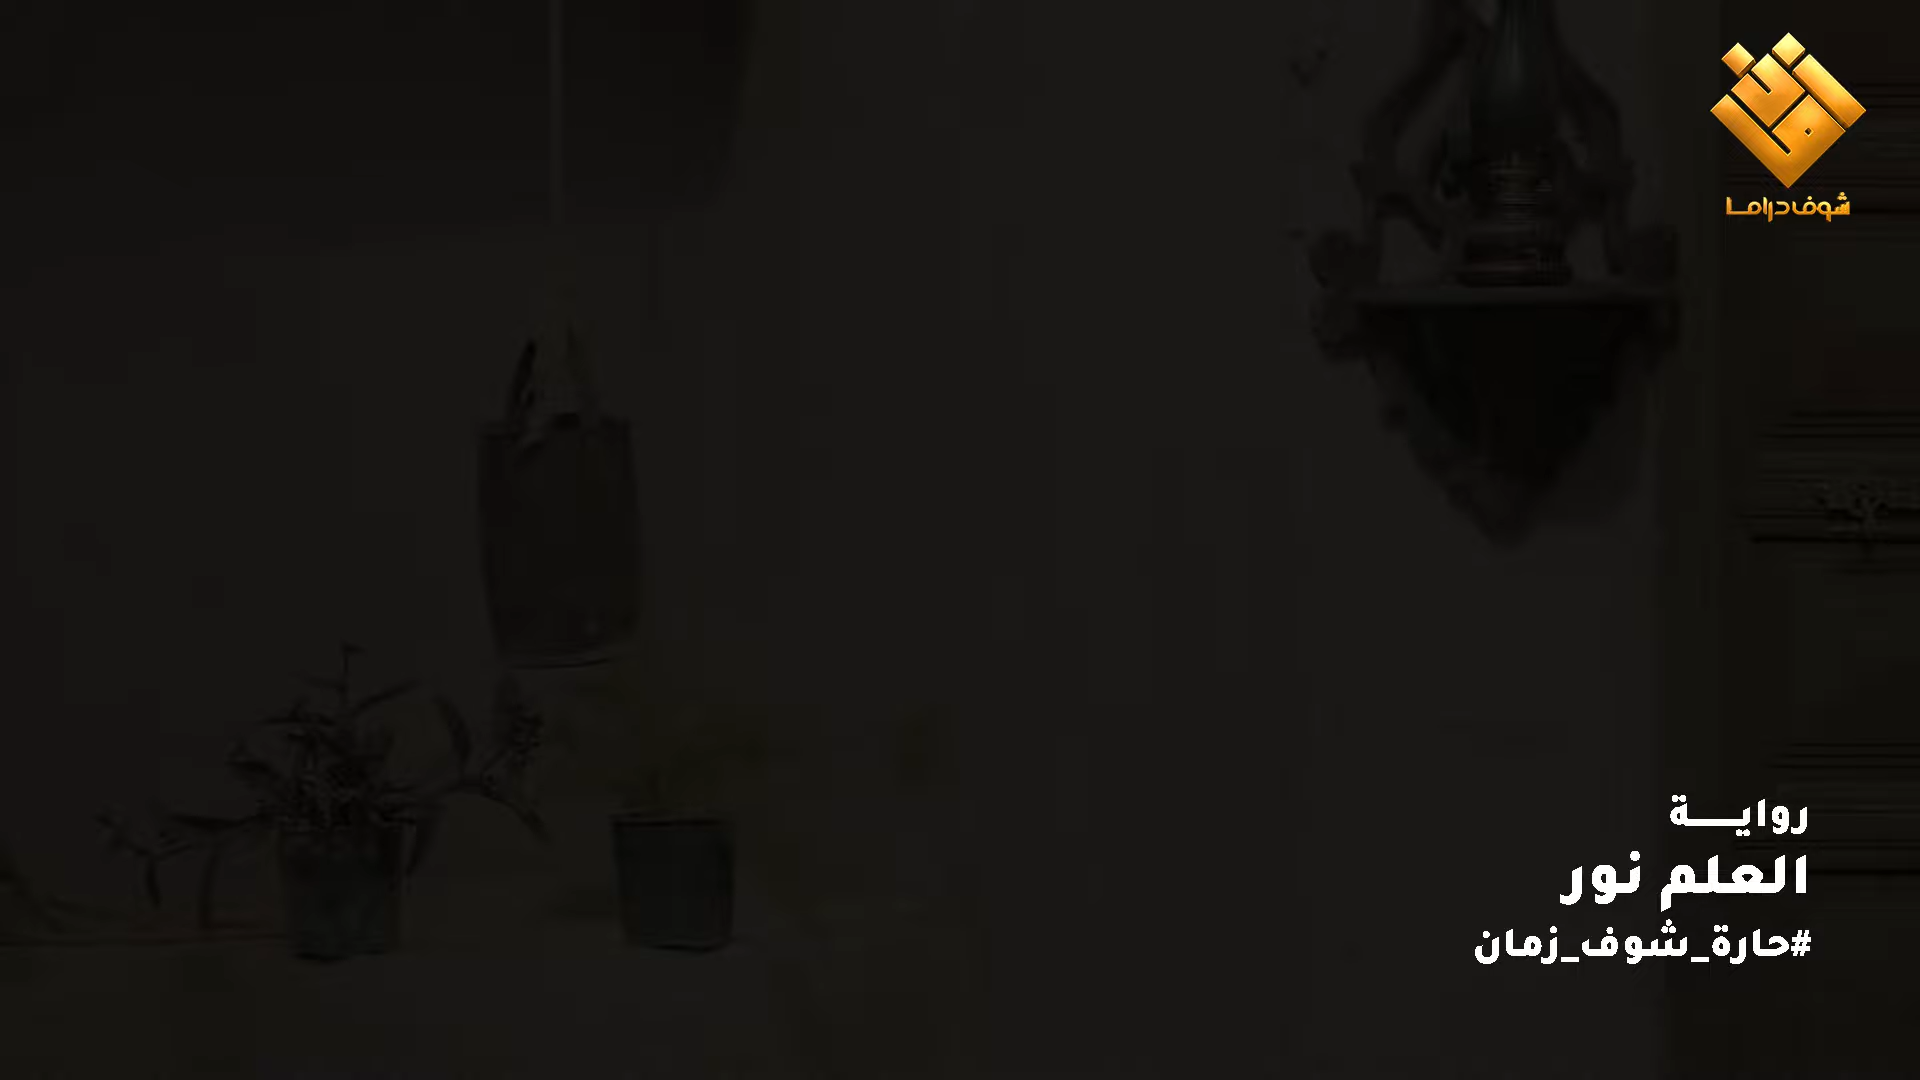 شوف دراما
روايـــة
العلم نور
#حارة_شوف_زمان